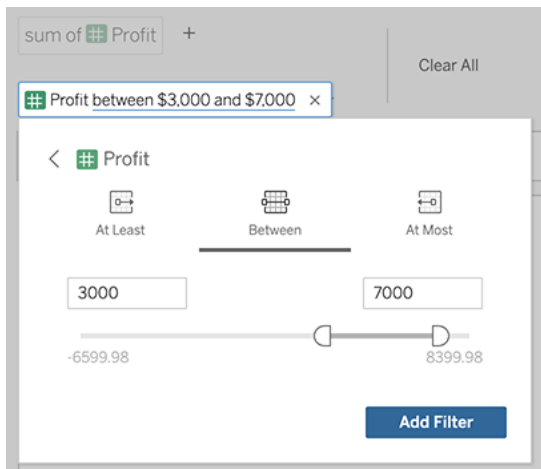 sum of # Profit +
Clear All
# Profit between $3,000 and $7,000 ×
# Profit
At Least Between At Most
3000 7000
-6599.98 8399.98
Add Filter